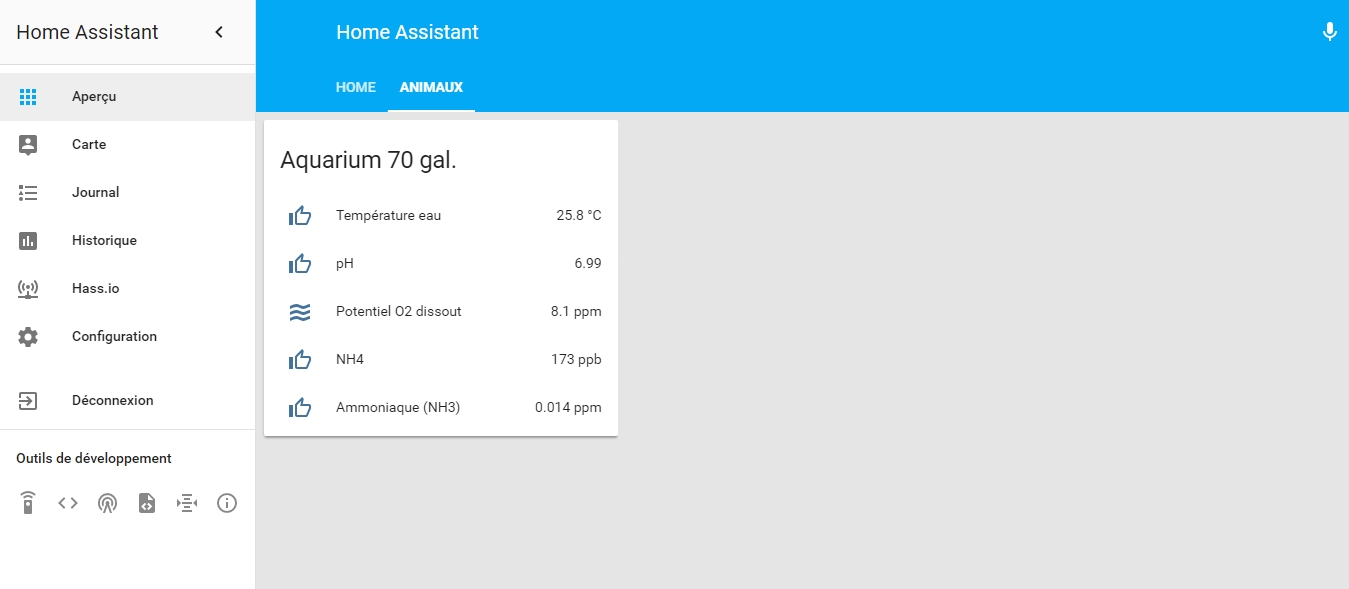 Home Assistant
Aperçu
Carte
Journal
Historique
Hass.io
Configuration
Déconnexion
Outils de développement
Home Assistant
HOME ANIMAUX
Aquarium 70 gal.
Température eau 25.8 °C
pH 6.99
Potentiel O2 dissout 8.1 ppm
NH4 173 ppb
Ammoniaque (NH3) 0.014 ppm